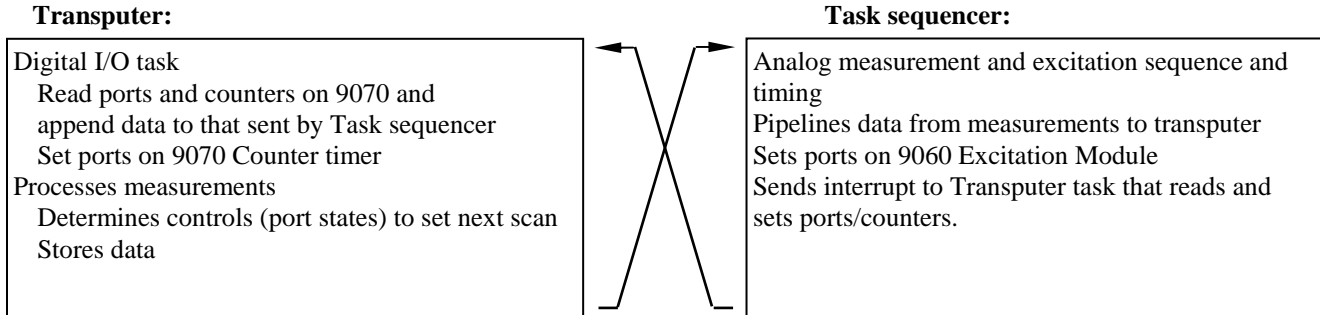 Transputer:
Digital I/O task
Read ports and counters on 9070 and
append data to that sent by Task sequencer
Set ports on 9070 Counter timer
Processes measurements
Determines controls (port states) to set next scan
Stores data
Task sequencer:
Analog measurement and excitation sequence and
timing
Pipelines data from measurements to transputer
Sets ports on 9060 Excitation Module
Sends interrupt to Transputer task that reads and
sets ports/counters.